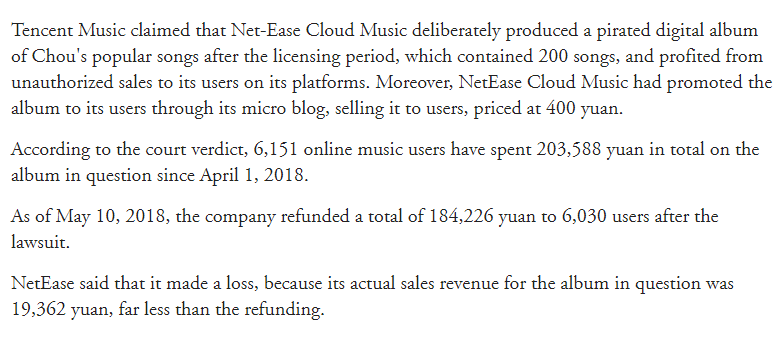 Tencent Music claimed that Net-Ease Cloud Music deliberately produced a pirated digital album
of Chou's popular songs after the licensing period, which contained 200 songs, and profited from
unauthorized sales to its users on its platforms. Moreover, NetEase Cloud Music had promoted the
album to its users through its micro blog, selling it to users, priced at 400 yuan.
According to the court verdict, 6,151 online music users have spent 203,588 yuan in total on the
album in question since April 1, 2018.
As of May 10, 2018, the company refunded a total of 184,226 yuan to 6,030 users after the
lawsuit.
NetEase said that it made a loss, because its actual sales revenue for the album in question was
19,362 yuan, far less than the refunding.